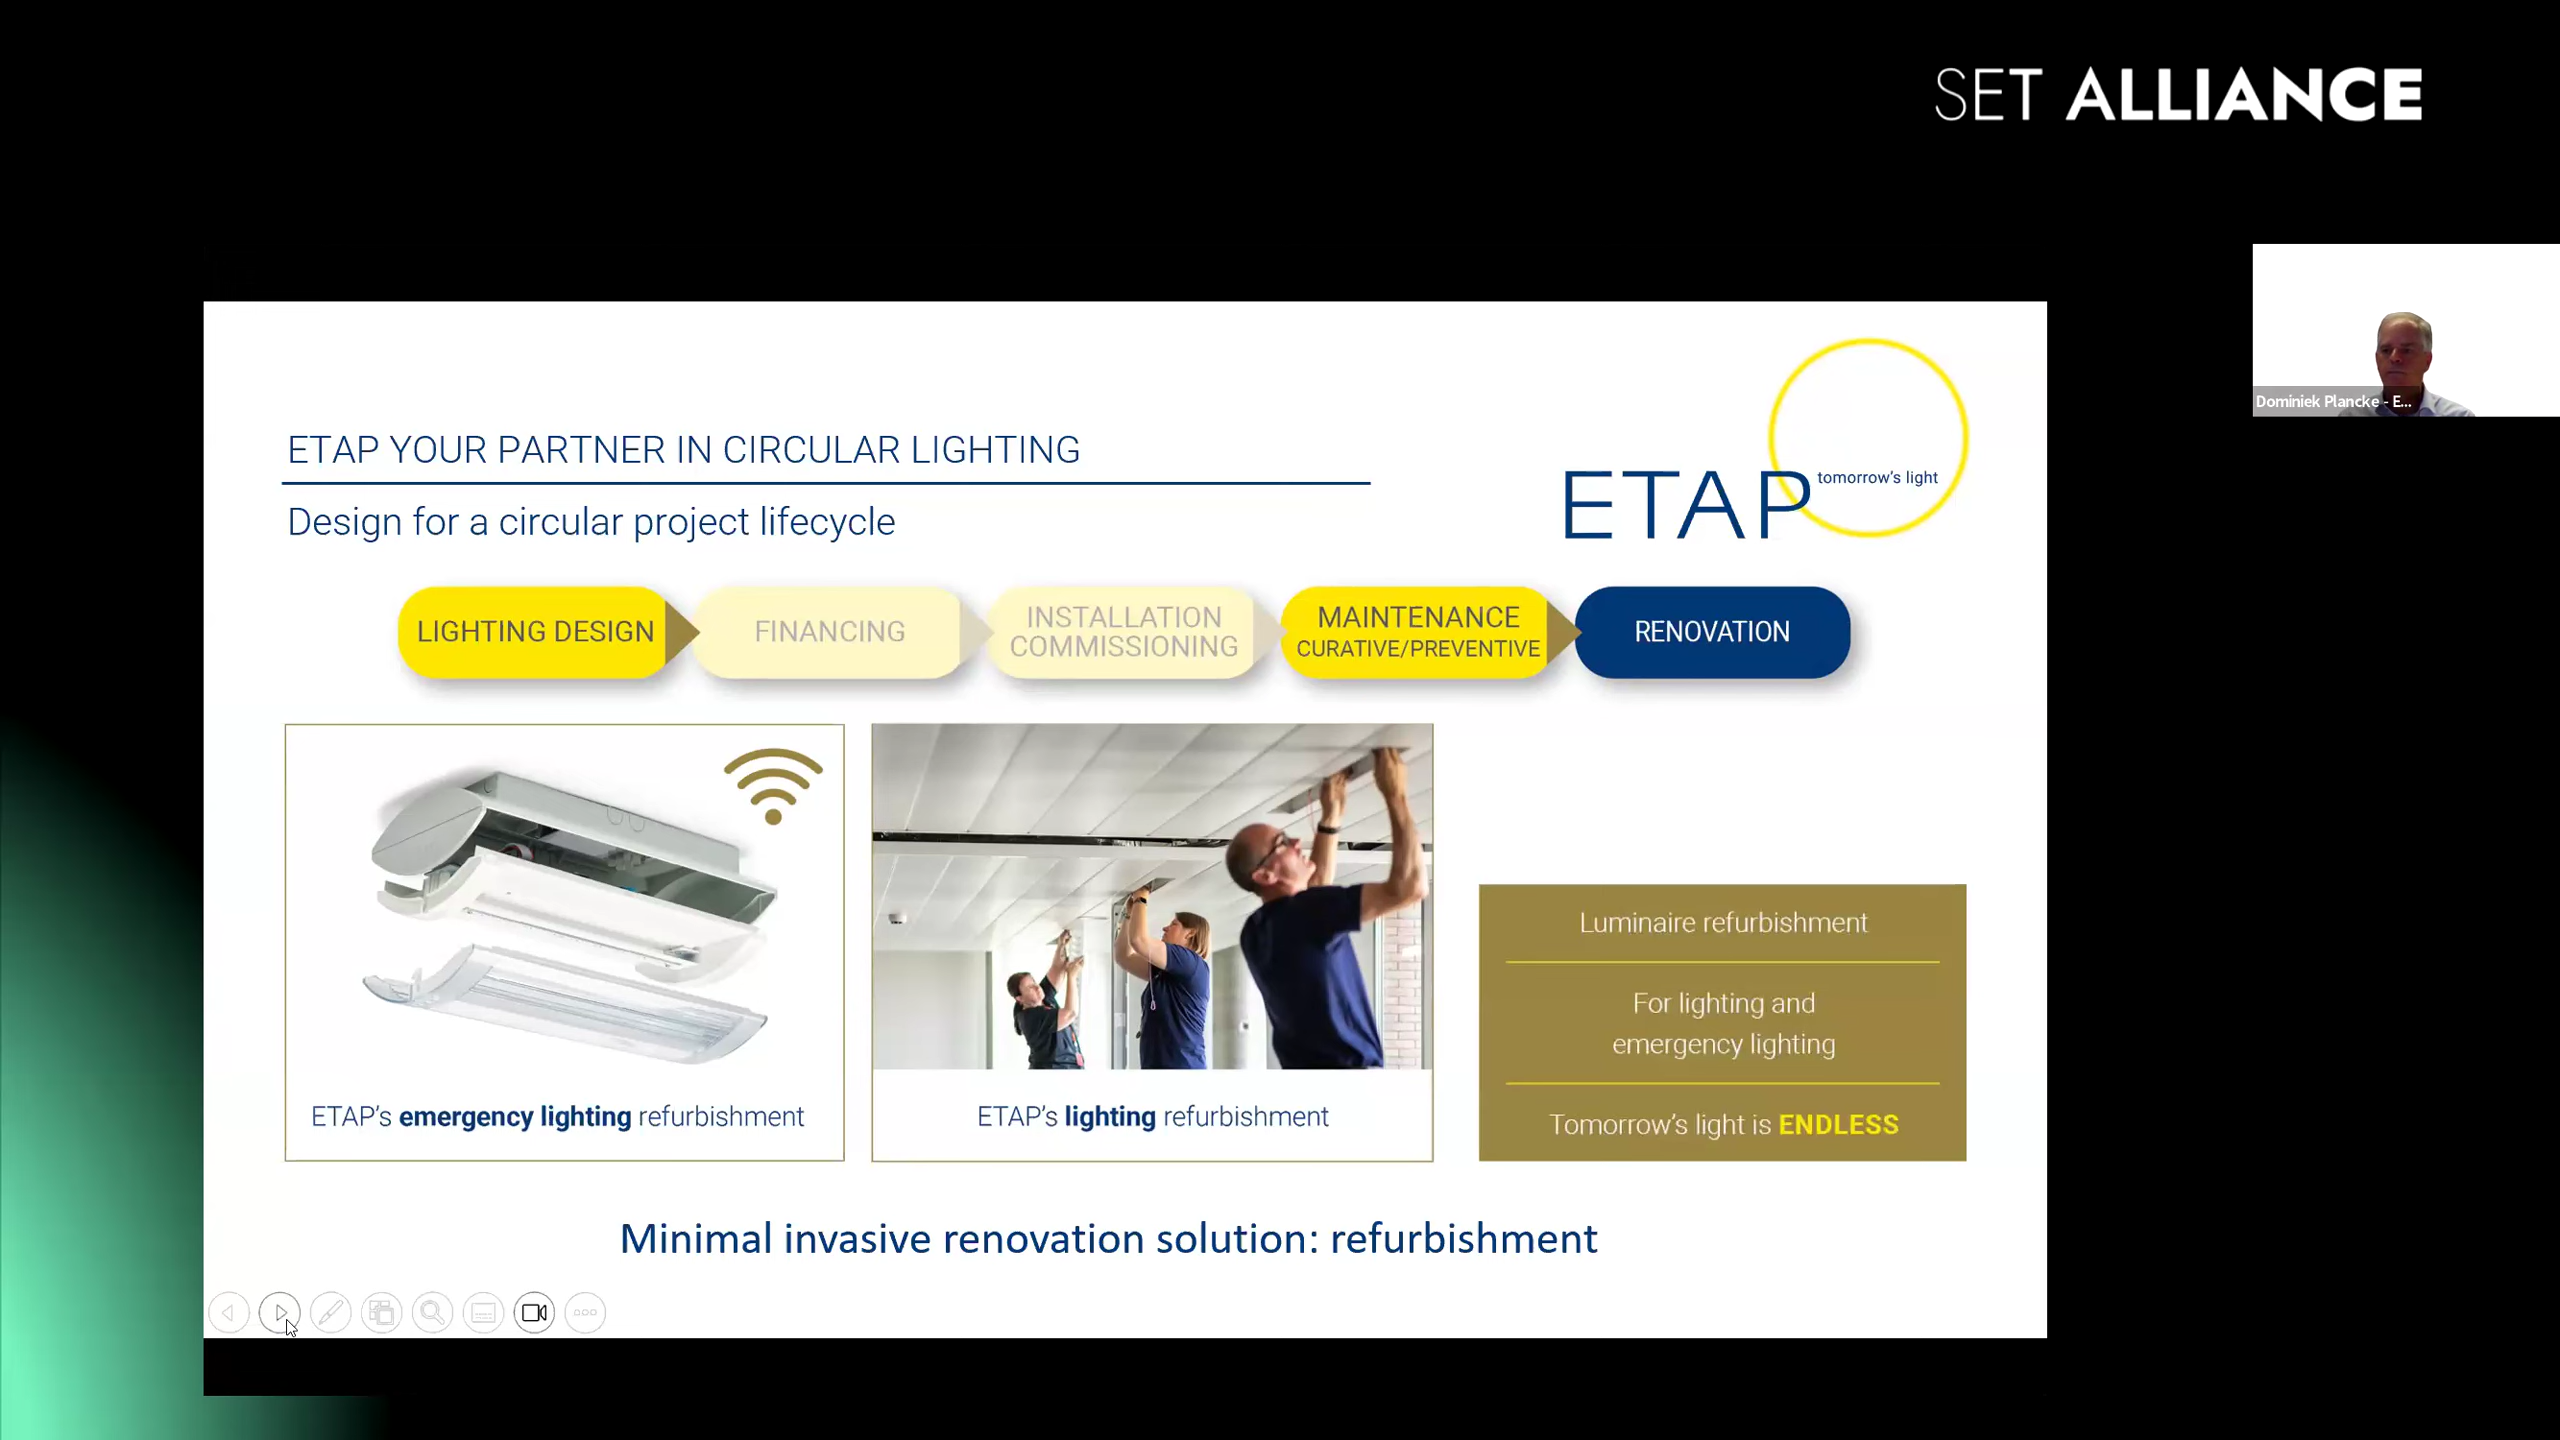 SET ALLIANCE
Dominiek Plancke - E...
ETAP YOUR PARTNER IN CIRCULAR LIGHTING
Design for a circular project lifecycle
ETAP tomorrow's light
LIGHTING DESIGN
FINANCING
INSTALLATION
COMMISSIONING
MAINTENANCE
CURATIVE/PREVENTIVE
RENOVATION
ETAP's emergency lighting refurbishment
ETAP's lighting refurbishment
Luminaire refurbishment
For lighting and
emergency lighting
Tomorrow's light is ENDLESS
Minimal invasive renovation solution: refurbishment